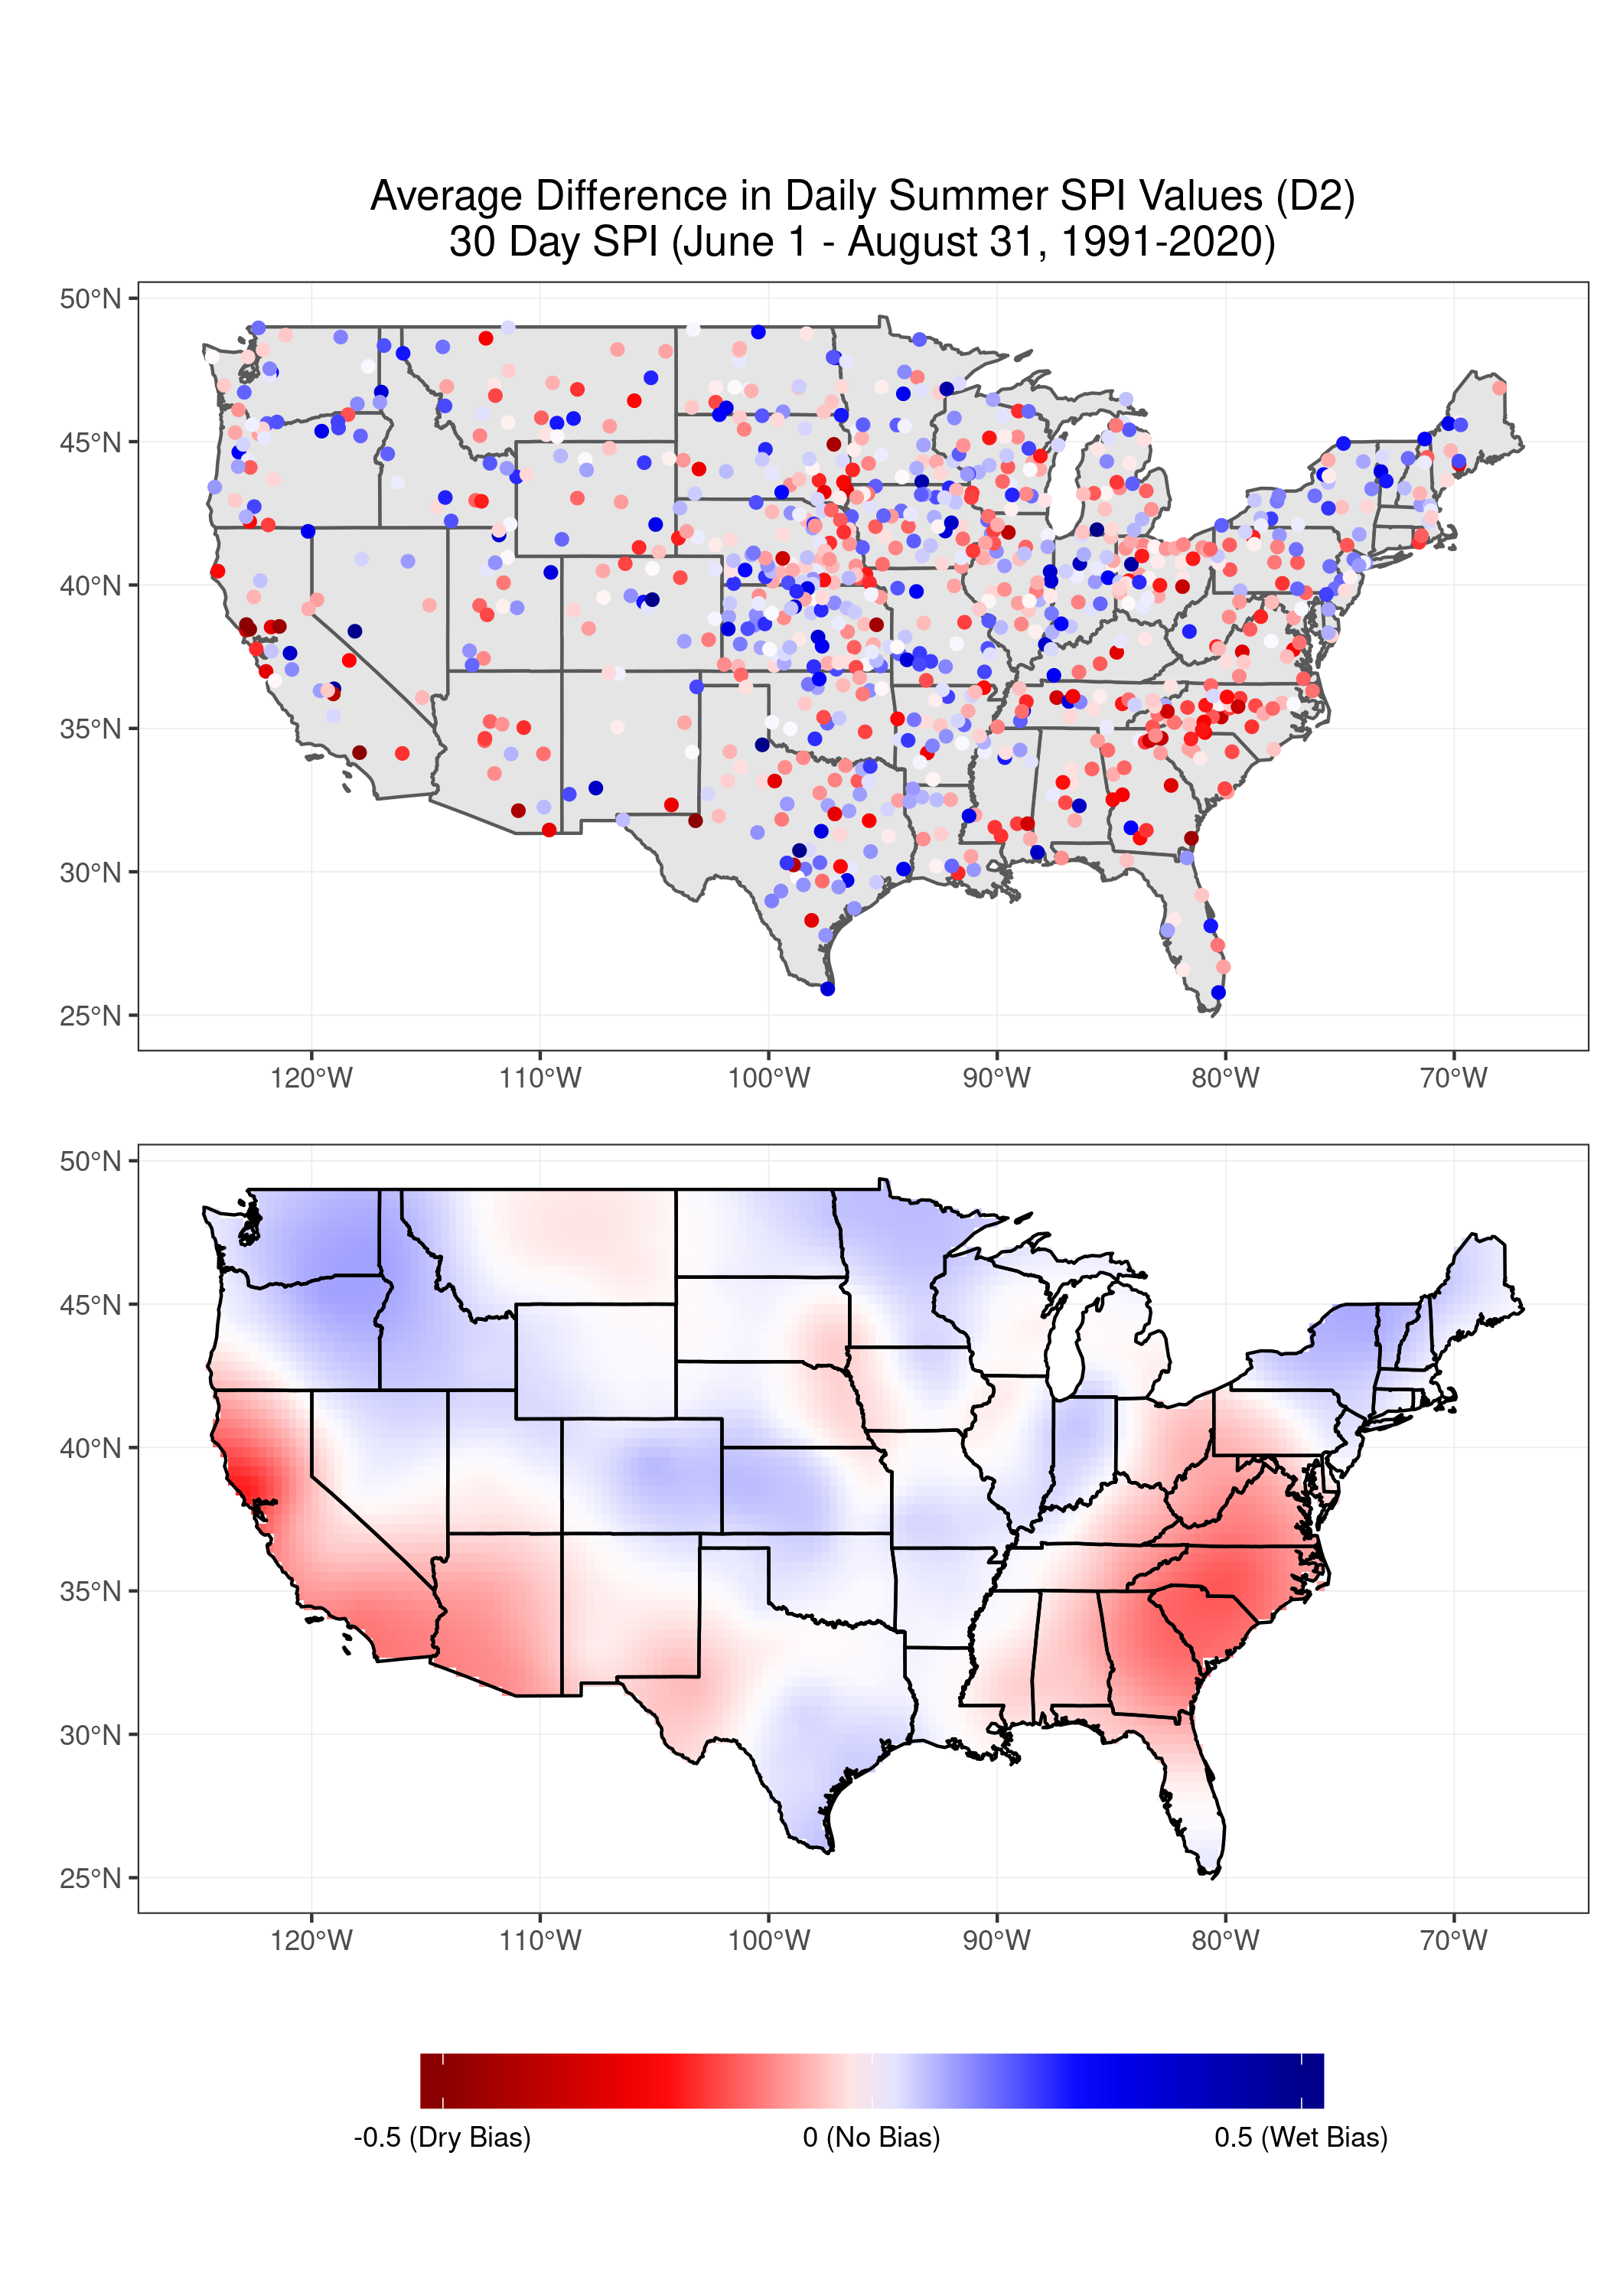 Average Difference in Daily Summer SPI Values (D2)
30 Day SPI (June 1 - August 31, 1991-2020)
50°N
45°N
40°N
35°N
30°N
25°N
120°W 110°W 100°W 90°W 80°W 70°W
50°N
45°N
40°N
35°N
30°N
25°N
120°W 110°W 100°W 90°W 80°W 70°W
-0.5 (Dry Bias) 0 (No Bias) 0.5 (Wet Bias)